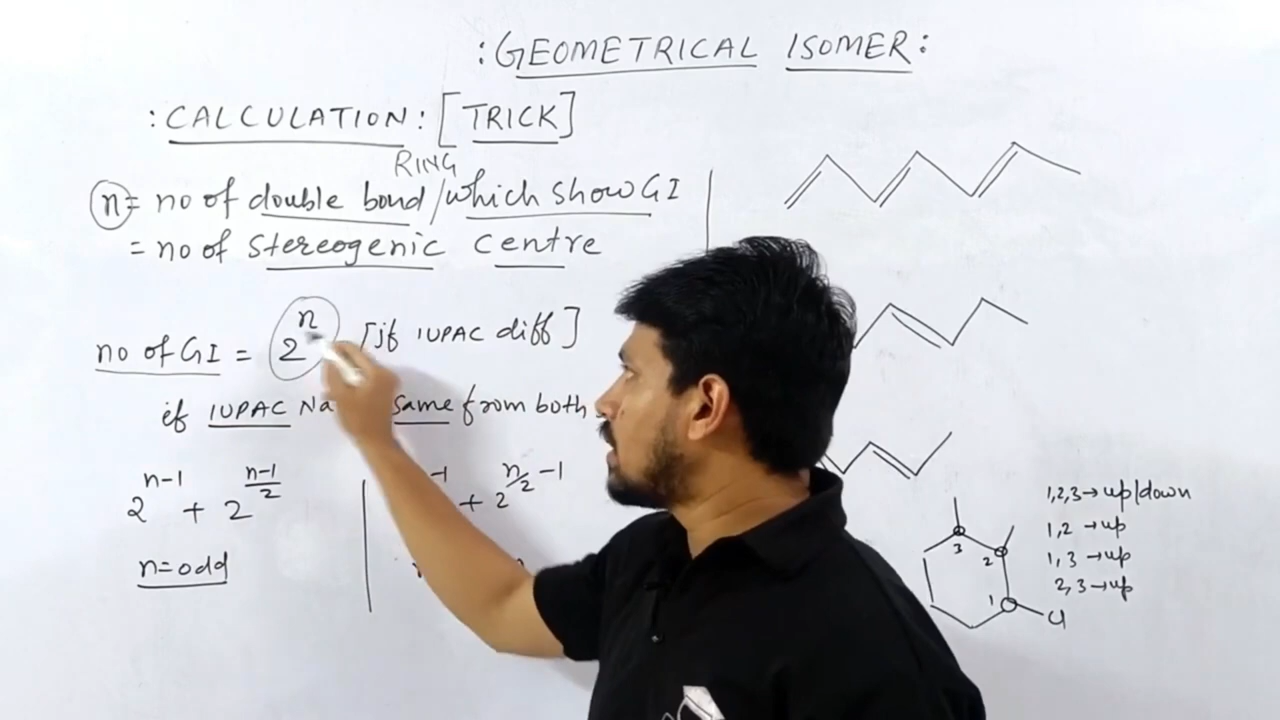 : GEOMETRICAL ISOMER :
: CALCULATION : [ TRICK ]
RING
n = no of double bond / which show GI
= no of stereogenic centre
no of GI = 2^n [if IUPAC diff ]
if IUPAC Na same from both
2^(n-1) + 2^((n-1)/2)
-1 + 2^(n/2-1)
n=odd
1,2,3→ up/down
1,2 → up
1,3 → up
2,3 → up
3
2
1
Cl